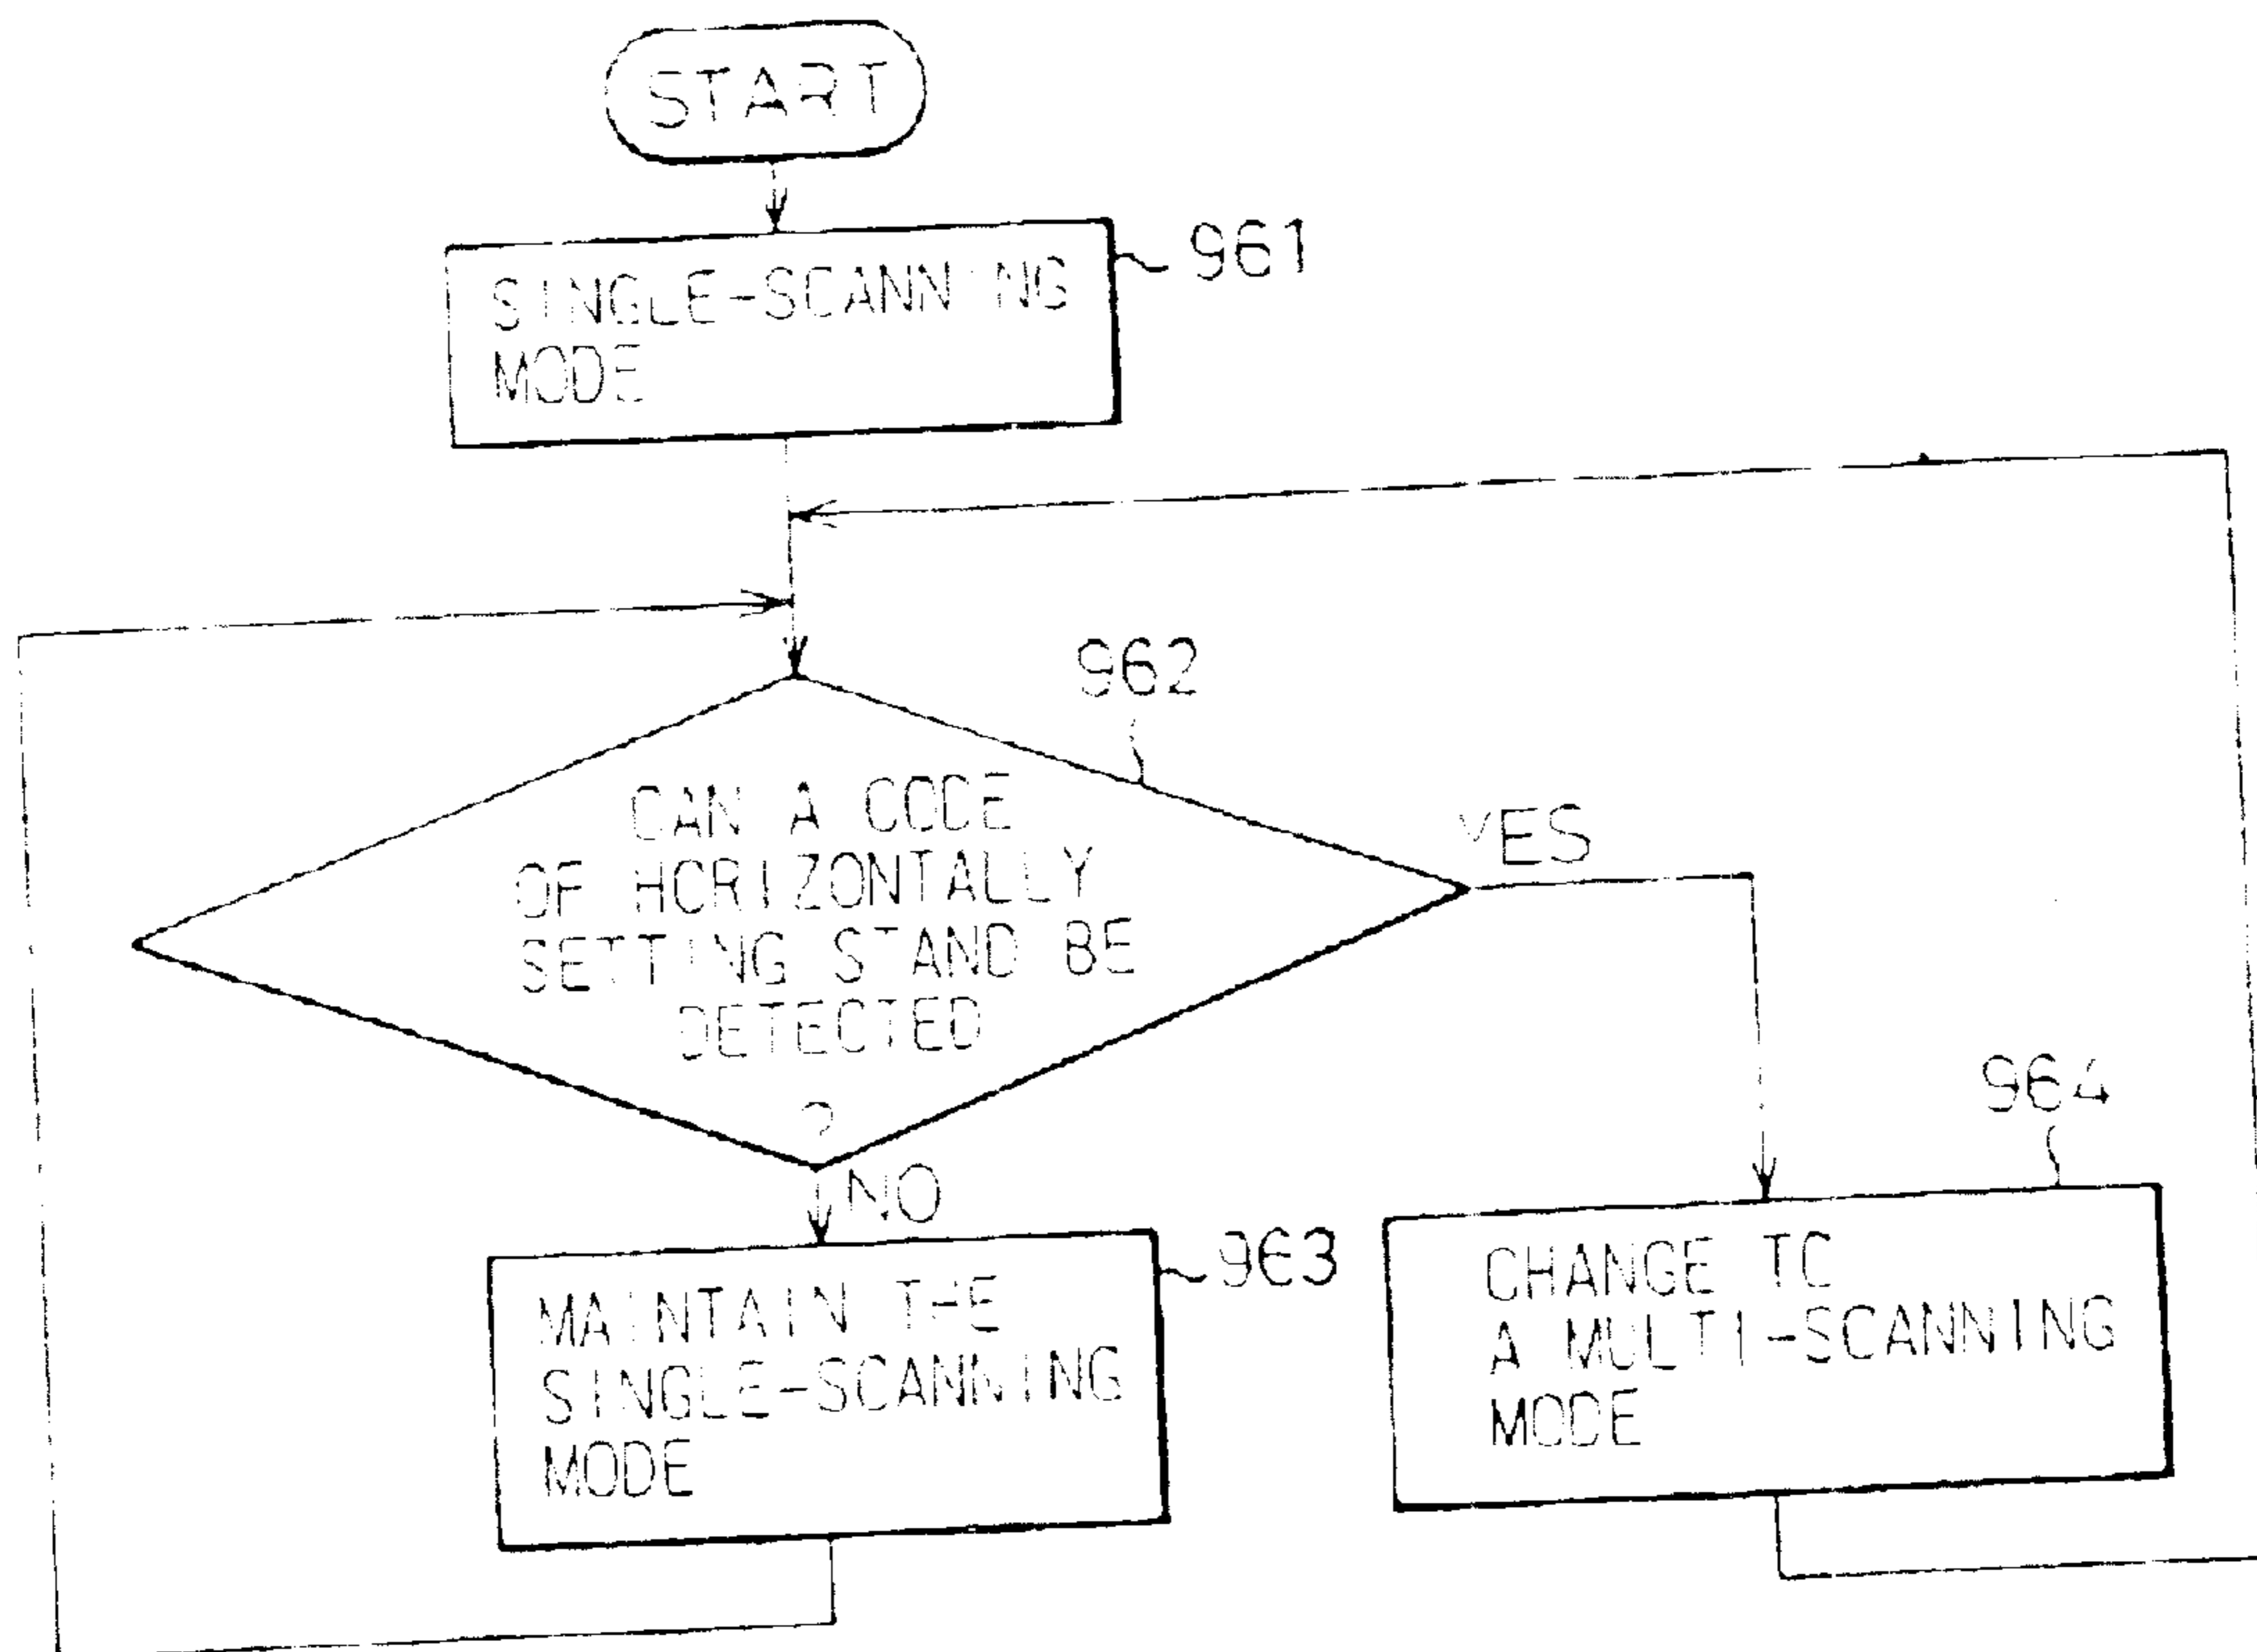 START
961
SINGLE-SCANNING
MODE
962
CAN A CODE
OF HORIZONTALLY
SETTING STAND BE
DETECTED
?
YES
NO
964
963
MAINTAIN THE
SINGLE-SCANNING
MODE
CHANGE TO
A MULTI-SCANNING
MODE